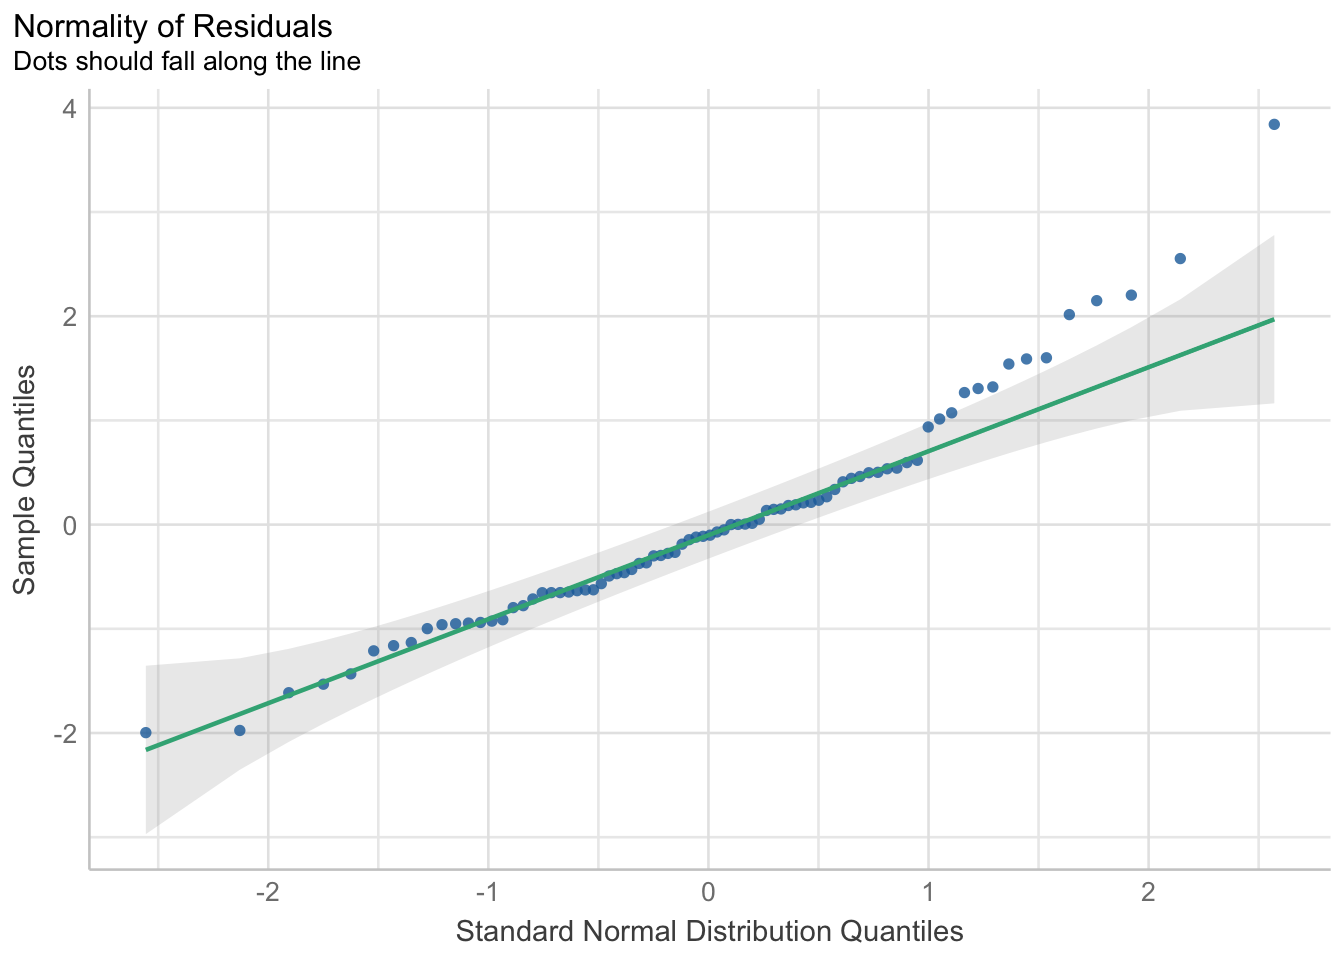 Normality of Residuals
Dots should fall along the line
4
2
0
-2
Sample Quantiles
-2 -1 0 1 2
Standard Normal Distribution Quantiles